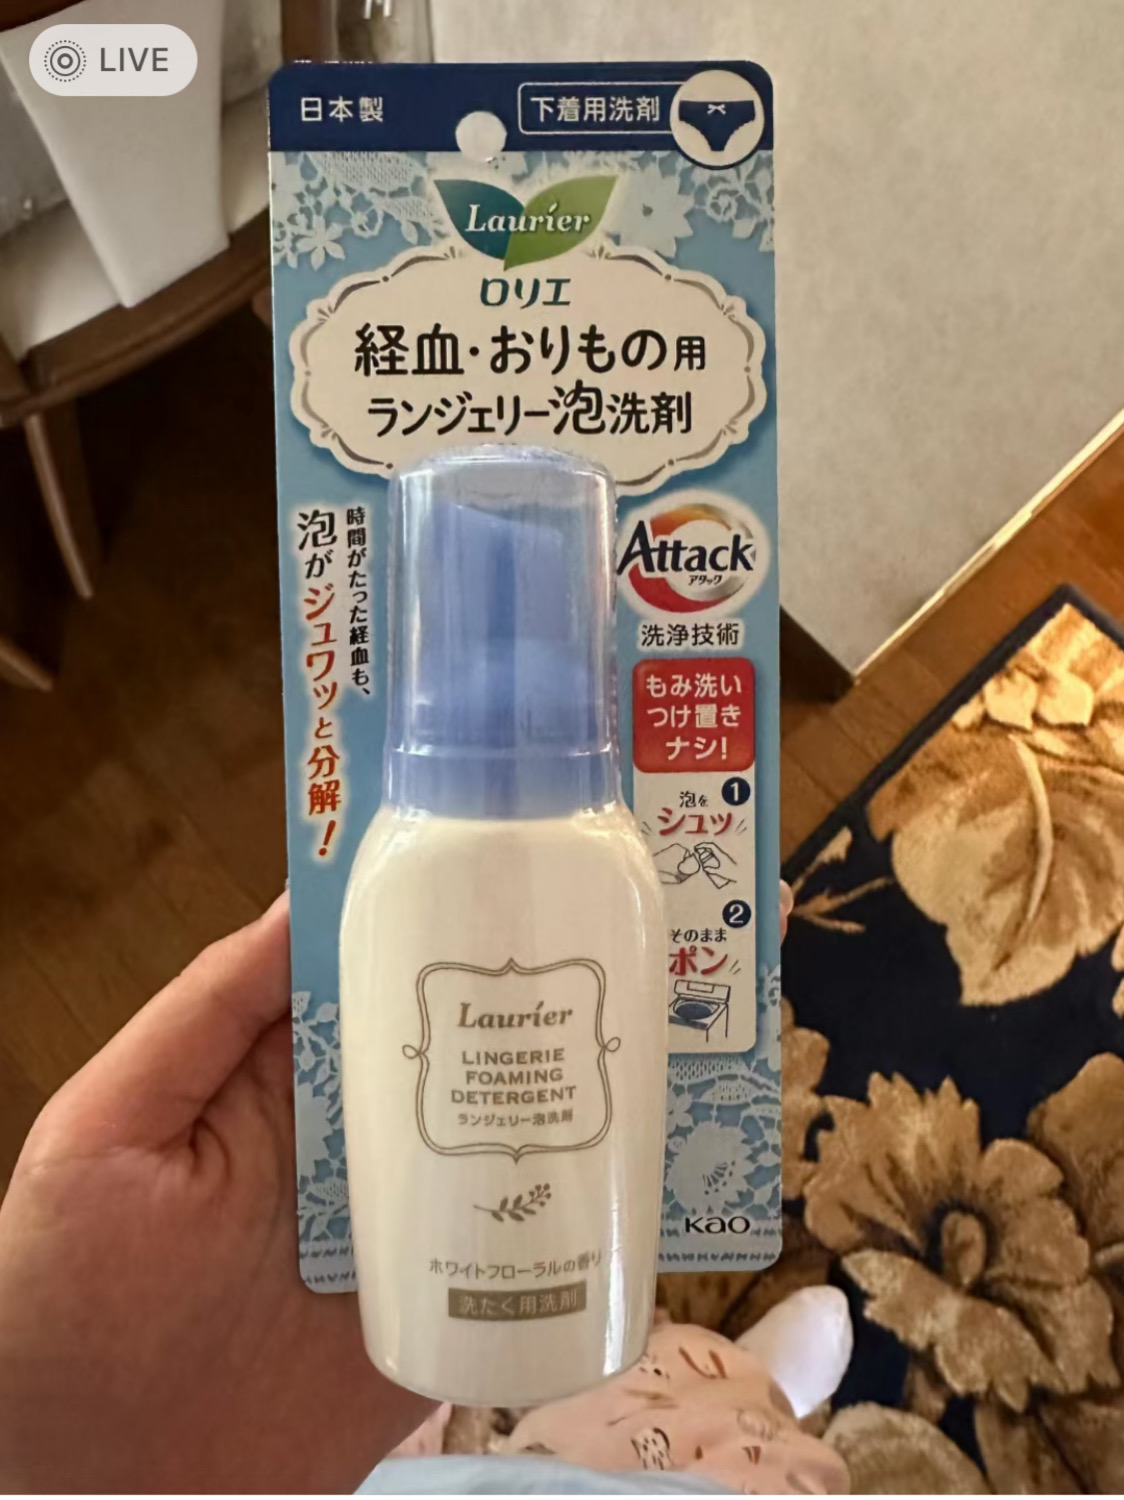 LIVE
日本製
下着用洗剤
Laurier
ロリエ
経血・おりもの用
ランジェリー泡洗剤
時間がたった経血も、
泡がジュワッと分解!
Attack
アタック
洗浄技術
もみ洗い
つけ置き
ナシ!
1
泡を
シュッ
2
そのまま
ポン
Laurier
LINGERIE
FOAMING
DETERGENT
ランジェリー泡洗剤
ホワイトフローラルの香り
洗たく用洗剤
Kao